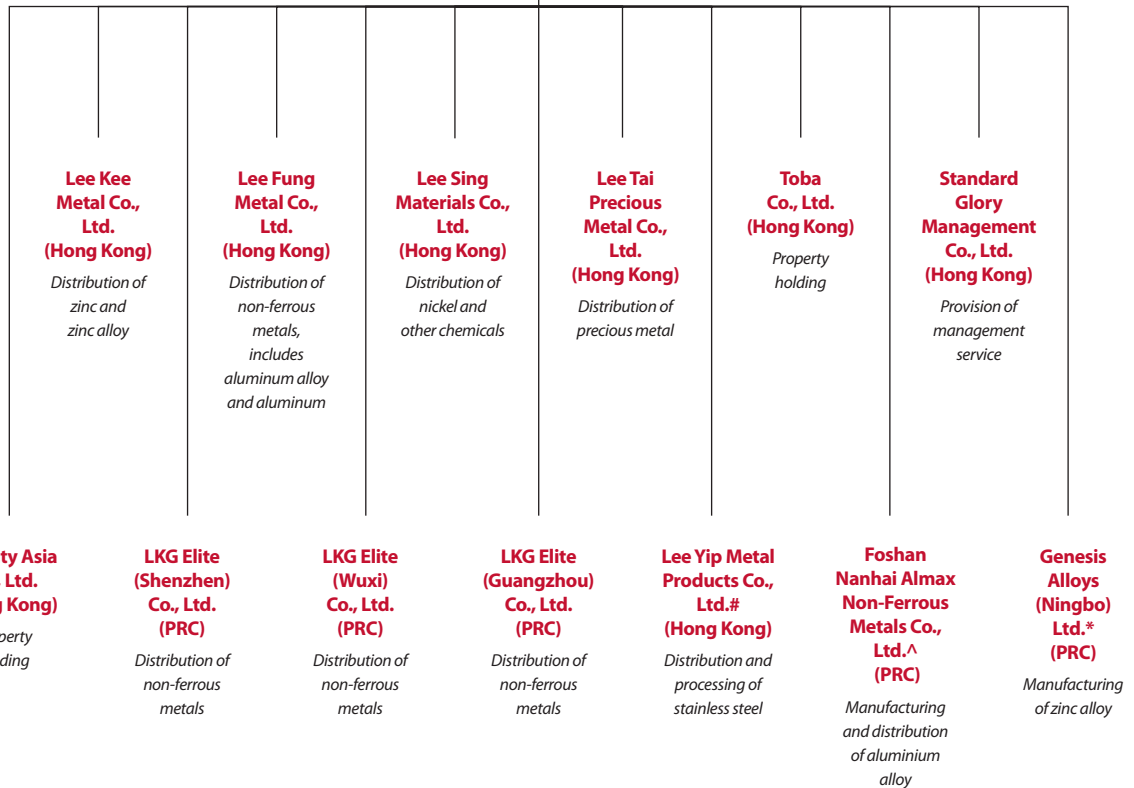 Lee Kee
Metal Co.,
Ltd.
(Hong Kong)
Distribution of
zinc and
zinc alloy
Lee Fung
Metal Co.,
Ltd.
(Hong Kong)
Distribution of
non-ferrous
metals,
includes
aluminum alloy
and aluminum
Lee Sing
Materials Co.,
Ltd.
(Hong Kong)
Distribution of
nickel and
other chemicals
Lee Tai
Precious
Metal Co.,
Ltd.
(Hong Kong)
Distribution of
precious metal
Toba
Co., Ltd.
(Hong Kong)
Property
holding
Standard
Glory
Management
Co., Ltd.
(Hong Kong)
Provision of
management
service
Asia
Ltd.
Kong)
LKG Elite
(Shenzhen)
Co., Ltd.
(PRC)
Distribution of
non-ferrous
metals
LKG Elite
(Wuxi)
Co., Ltd.
(PRC)
Distribution of
non-ferrous
metals
LKG Elite
(Guangzhou)
Co., Ltd.
(PRC)
Distribution of
non-ferrous
metals
Lee Yip Metal
Products Co.,
Ltd.#
(Hong Kong)
Distribution and
processing of
stainless steel
Foshan
Nanhai Almax
Non-Ferrous
Metals Co.,
Ltd.^
(PRC)
Manufacturing
and distribution
of aluminium
alloy
Genesis
Alloys
(Ningbo)
Ltd.*
(PRC)
Manufacturing
of zinc alloy